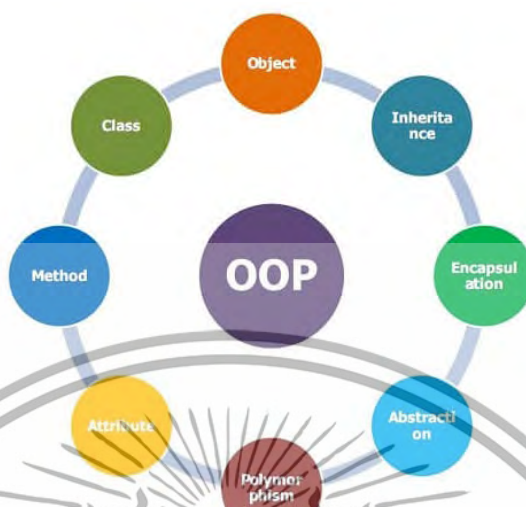 Object
Inherita
nce
Encapsul
ation
Abstracti
on
Polymor
phism
Attribute
Method
Class
OOP